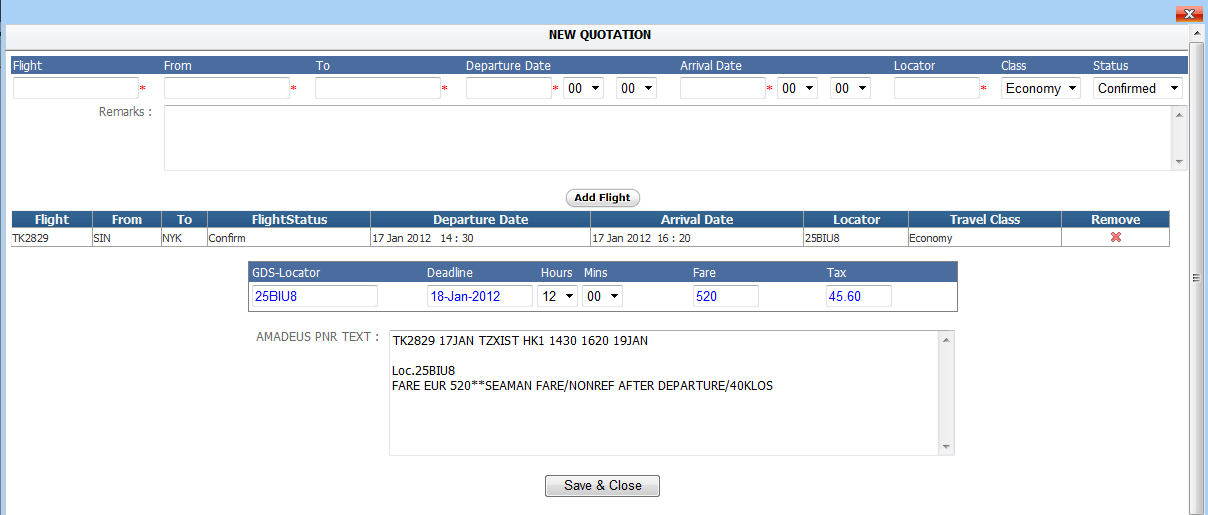 NEW QUOTATION
Flight From To Departure Date Arrival Date Locator Class Status
* * * * 00 00 * 00 00 * Economy Confirmed
Remarks :
Add Flight
Flight From To FlightStatus Departure Date Arrival Date Locator Travel Class Remove
TK2829 SIN NYK Confirm 17 Jan 2012 14 : 30 17 Jan 2012 16 : 20 25BIU8 Economy
GDS-Locator Deadline Hours Mins Fare Tax
25BIU8 18-Jan-2012 12 00 520 45.60
AMADEUS PNR TEXT :
TK2829 17JAN TZXIST HK1 1430 1620 19JAN
Loc.25BIU8
FARE EUR 520**SEAMAN FARE/NONREF AFTER DEPARTURE/40KLOS
Save & Close